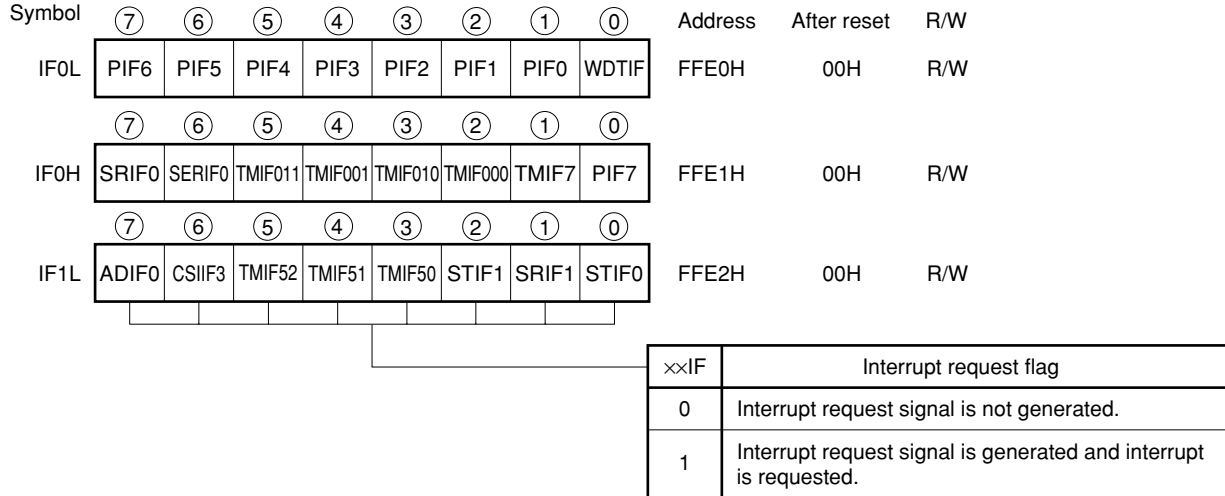 Symbol ⑦ ⑥ ⑤ ④ ③ ② ① ⓪ Address After reset R/W
IF0L PIF6 PIF5 PIF4 PIF3 PIF2 PIF1 PIF0 WDTIF FFE0H 00H R/W
⑦ ⑥ ⑤ ④ ③ ② ① ⓪
IF0H SRIF0 SERIF0 TMIF011 TMIF001 TMIF010 TMIF000 TMIF7 PIF7 FFE1H 00H R/W
⑦ ⑥ ⑤ ④ ③ ② ① ⓪
IF1L ADIF0 CSIIF3 TMIF52 TMIF51 TMIF50 STIF1 SRIF1 STIF0 FFE2H 00H R/W
××IF Interrupt request flag
0 Interrupt request signal is not generated.
1 Interrupt request signal is generated and interrupt
is requested.